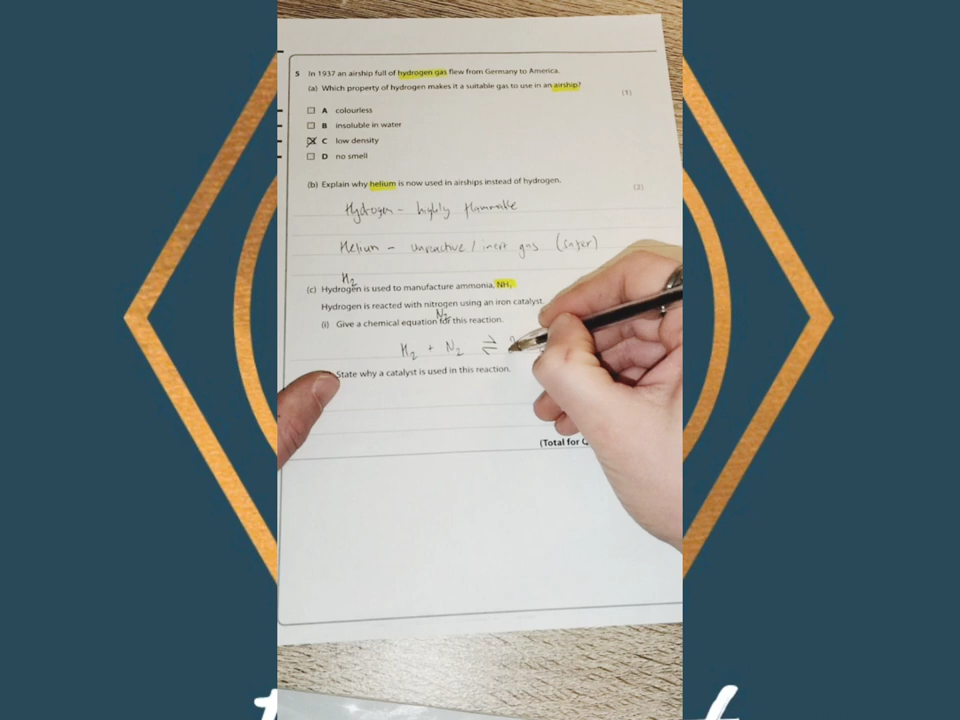 5 In 1937 an airship full of hydrogen gas flew from Germany to America.
(a) Which property of hydrogen makes it a suitable gas to use in an airship?
(1)
A colourless
B insoluble in water
C low density
D no smell
(b) Explain why helium is now used in airships instead of hydrogen.
(2)
Hydrogen - highly flammable
Helium - unreactive / inert gas (safer)
H₂
(c) Hydrogen is used to manufacture ammonia, NH₃.
Hydrogen is reacted with nitrogen using an iron catalyst.
N₂
(i) Give a chemical equation for this reaction.
H₂ + N₂ ⇌
State why a catalyst is used in this reaction.
(Total for